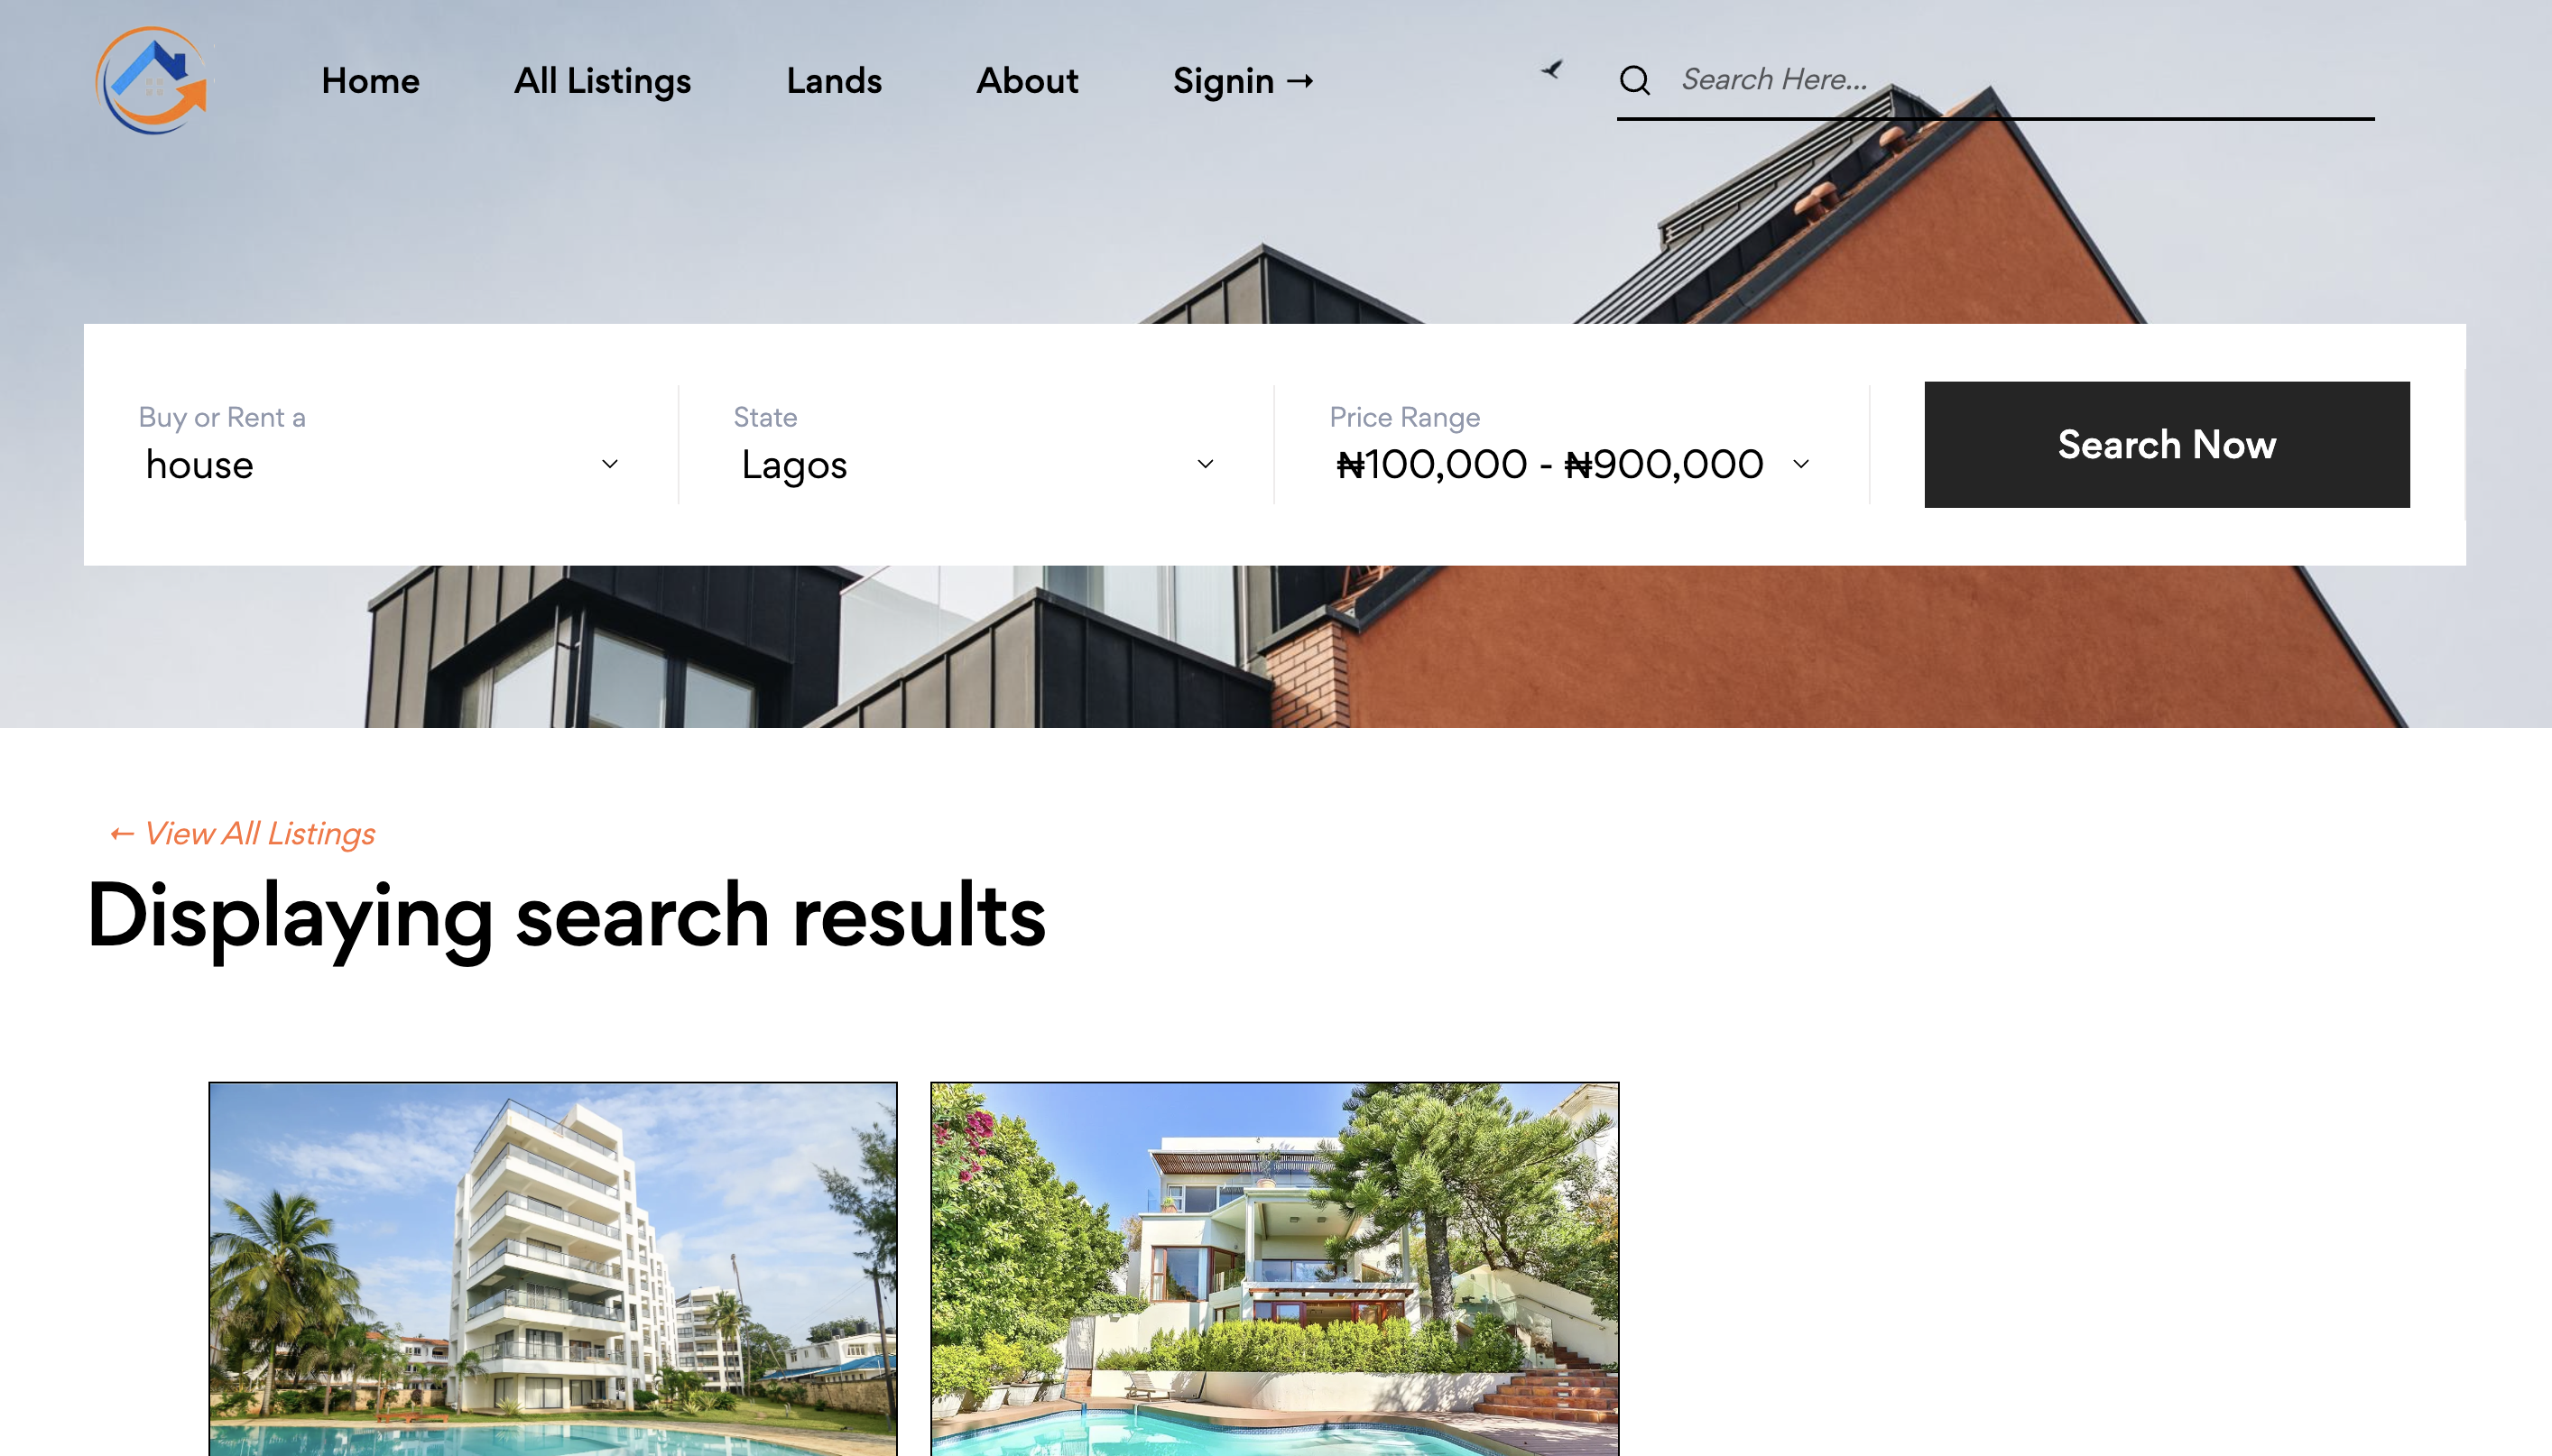 Home
All Listings
Lands
About
Signin →
Search Here...
Buy or Rent a
house
State
Lagos
Price Range
₦100,000 - ₦900,000
Search Now
← View All Listings
Displaying search results